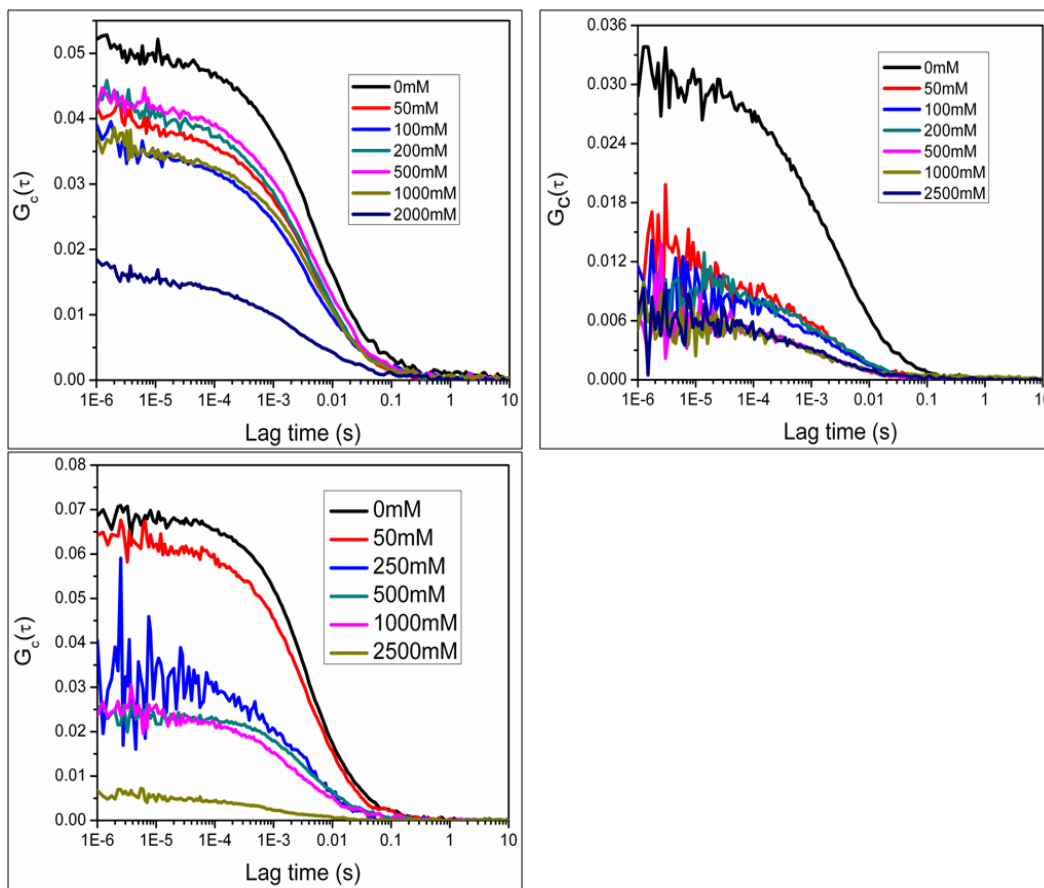 0.05
0.04
0.03
0.02
0.01
0.00
Gc(τ)
0mM
50mM
100mM
200mM
500mM
1000mM
2000mM
1E-6 1E-5 1E-4 1E-3 0.01 0.1 1 10
Lag time (s)
0.036
0.030
0.024
0.018
0.012
0.006
0.000
Gc(τ)
0mM
50mM
100mM
200mM
500mM
1000mM
2500mM
1E-6 1E-5 1E-4 1E-3 0.01 0.1 1 10
Lag time (s)
0.08
0.07
0.06
0.05
0.04
0.03
0.02
0.01
0.00
Gc(τ)
0mM
50mM
250mM
500mM
1000mM
2500mM
1E-6 1E-5 1E-4 1E-3 0.01 0.1 1 10
Lag time (s)